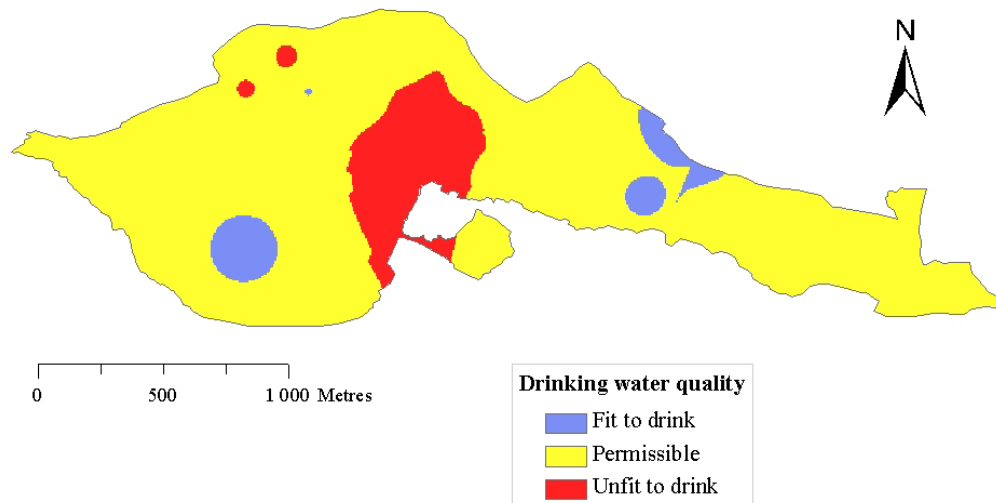 N
0 500 1 000 Metres
Drinking water quality
Fit to drink
Permissible
Unfit to drink